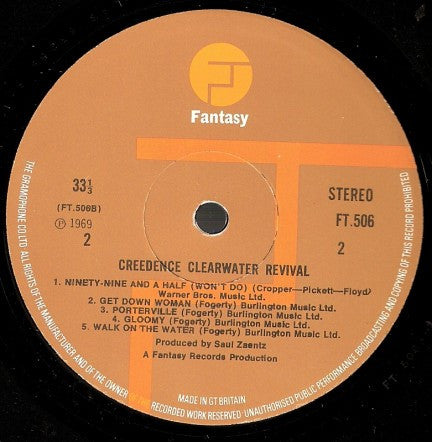 Fantasy
33⅓
(FT.506B)
℗ 1969
2
STEREO
FT.506
2
CREEDENCE CLEARWATER REVIVAL
1. NINETY-NINE AND A HALF (WON'T DO) (Cropper—Pickett—Floyd)
Warner Bros. Music Ltd.
2. GET DOWN WOMAN (Fogerty) Burlington Music Ltd.
3. PORTERVILLE (Fogerty) Burlington Music Ltd.
4. GLOOMY (Fogerty) Burlington Music Ltd.
5. WALK ON THE WATER (Fogerty) Burlington Music Ltd.
Produced by Saul Zaentz
A Fantasy Records Production
MADE IN GT BRITAIN
THE GRAMOPHONE CO LTD. ALL RIGHTS OF THE MANUFACTURER AND OF THE OWNER OF THE RECORDED WORK RESERVED. UNAUTHORISED PUBLIC PERFORMANCE, BROADCASTING AND COPYING OF THIS RECORD PROHIBITED